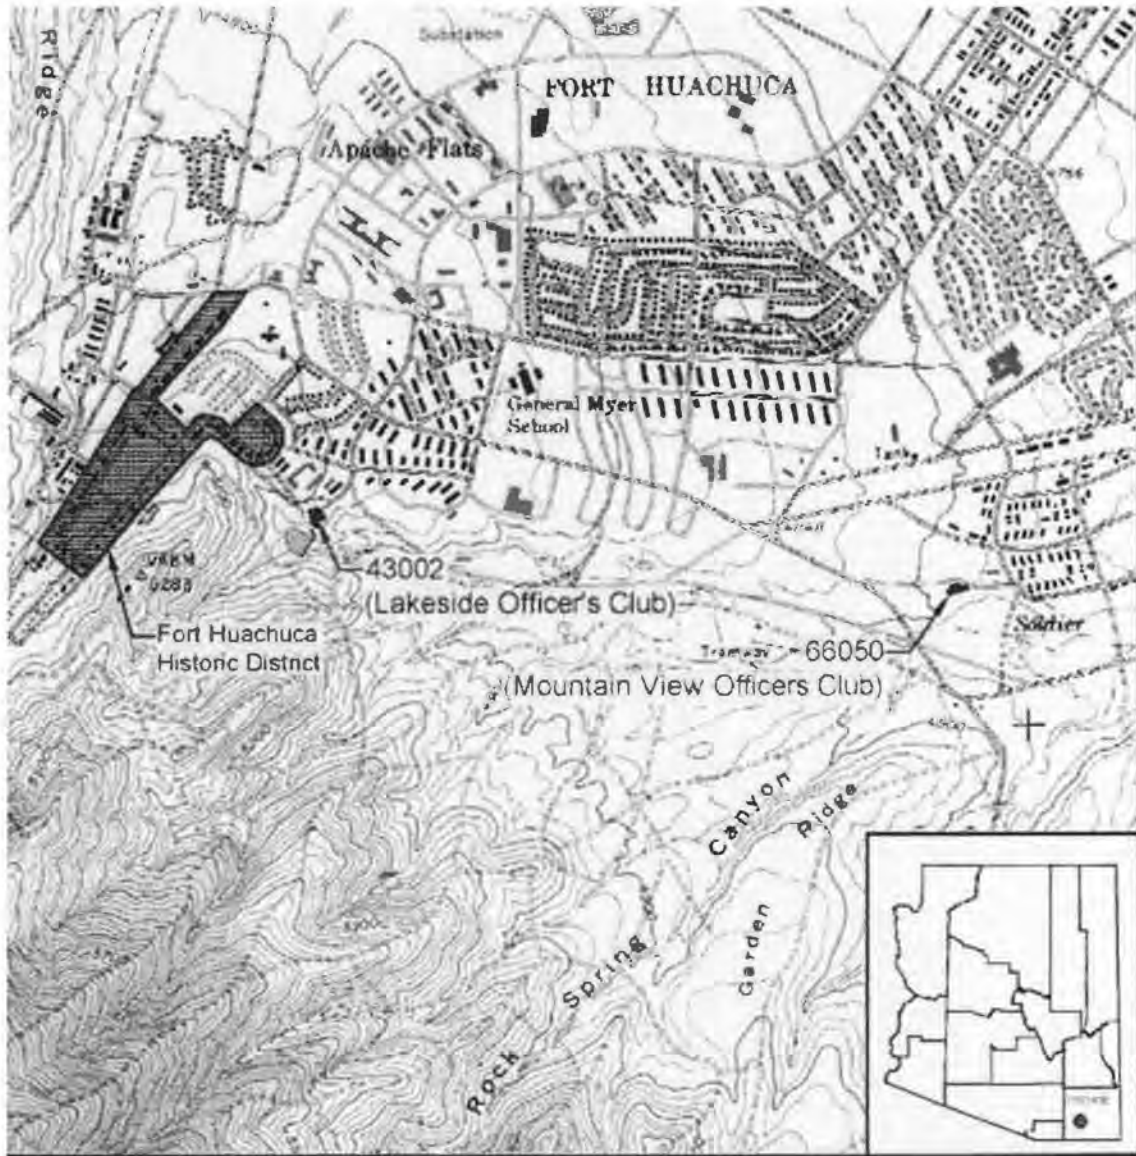 Ridge
Substation
FORT HUACHUCA
Apache Flats
General Myer
School
43002
(Lakeside Officer's Club)
Fort Huachuca
Historic District
66050
(Mountain View Officers Club)
Soldier
Canyon
Ridge
Garden
Spring
Rock